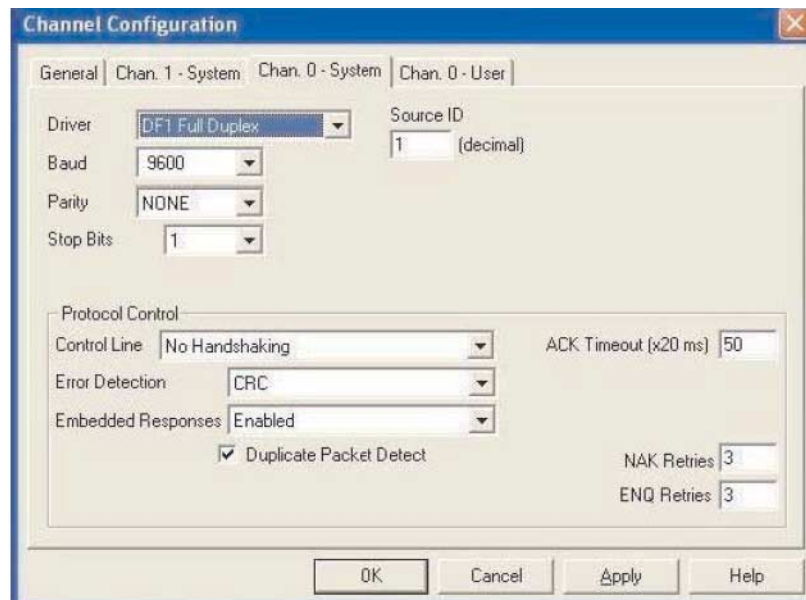 Channel Configuration
General Chan. 1 - System Chan. 0 - System Chan. 0 - User
Driver DF1 Full Duplex Source ID
1 (decimal)
Baud 9600
Parity NONE
Stop Bits 1
Protocol Control
Control Line No Handshaking ACK Timeout (x20 ms) 50
Error Detection CRC
Embedded Responses Enabled
Duplicate Packet Detect NAK Retries 3
ENQ Retries 3
OK Cancel Apply Help